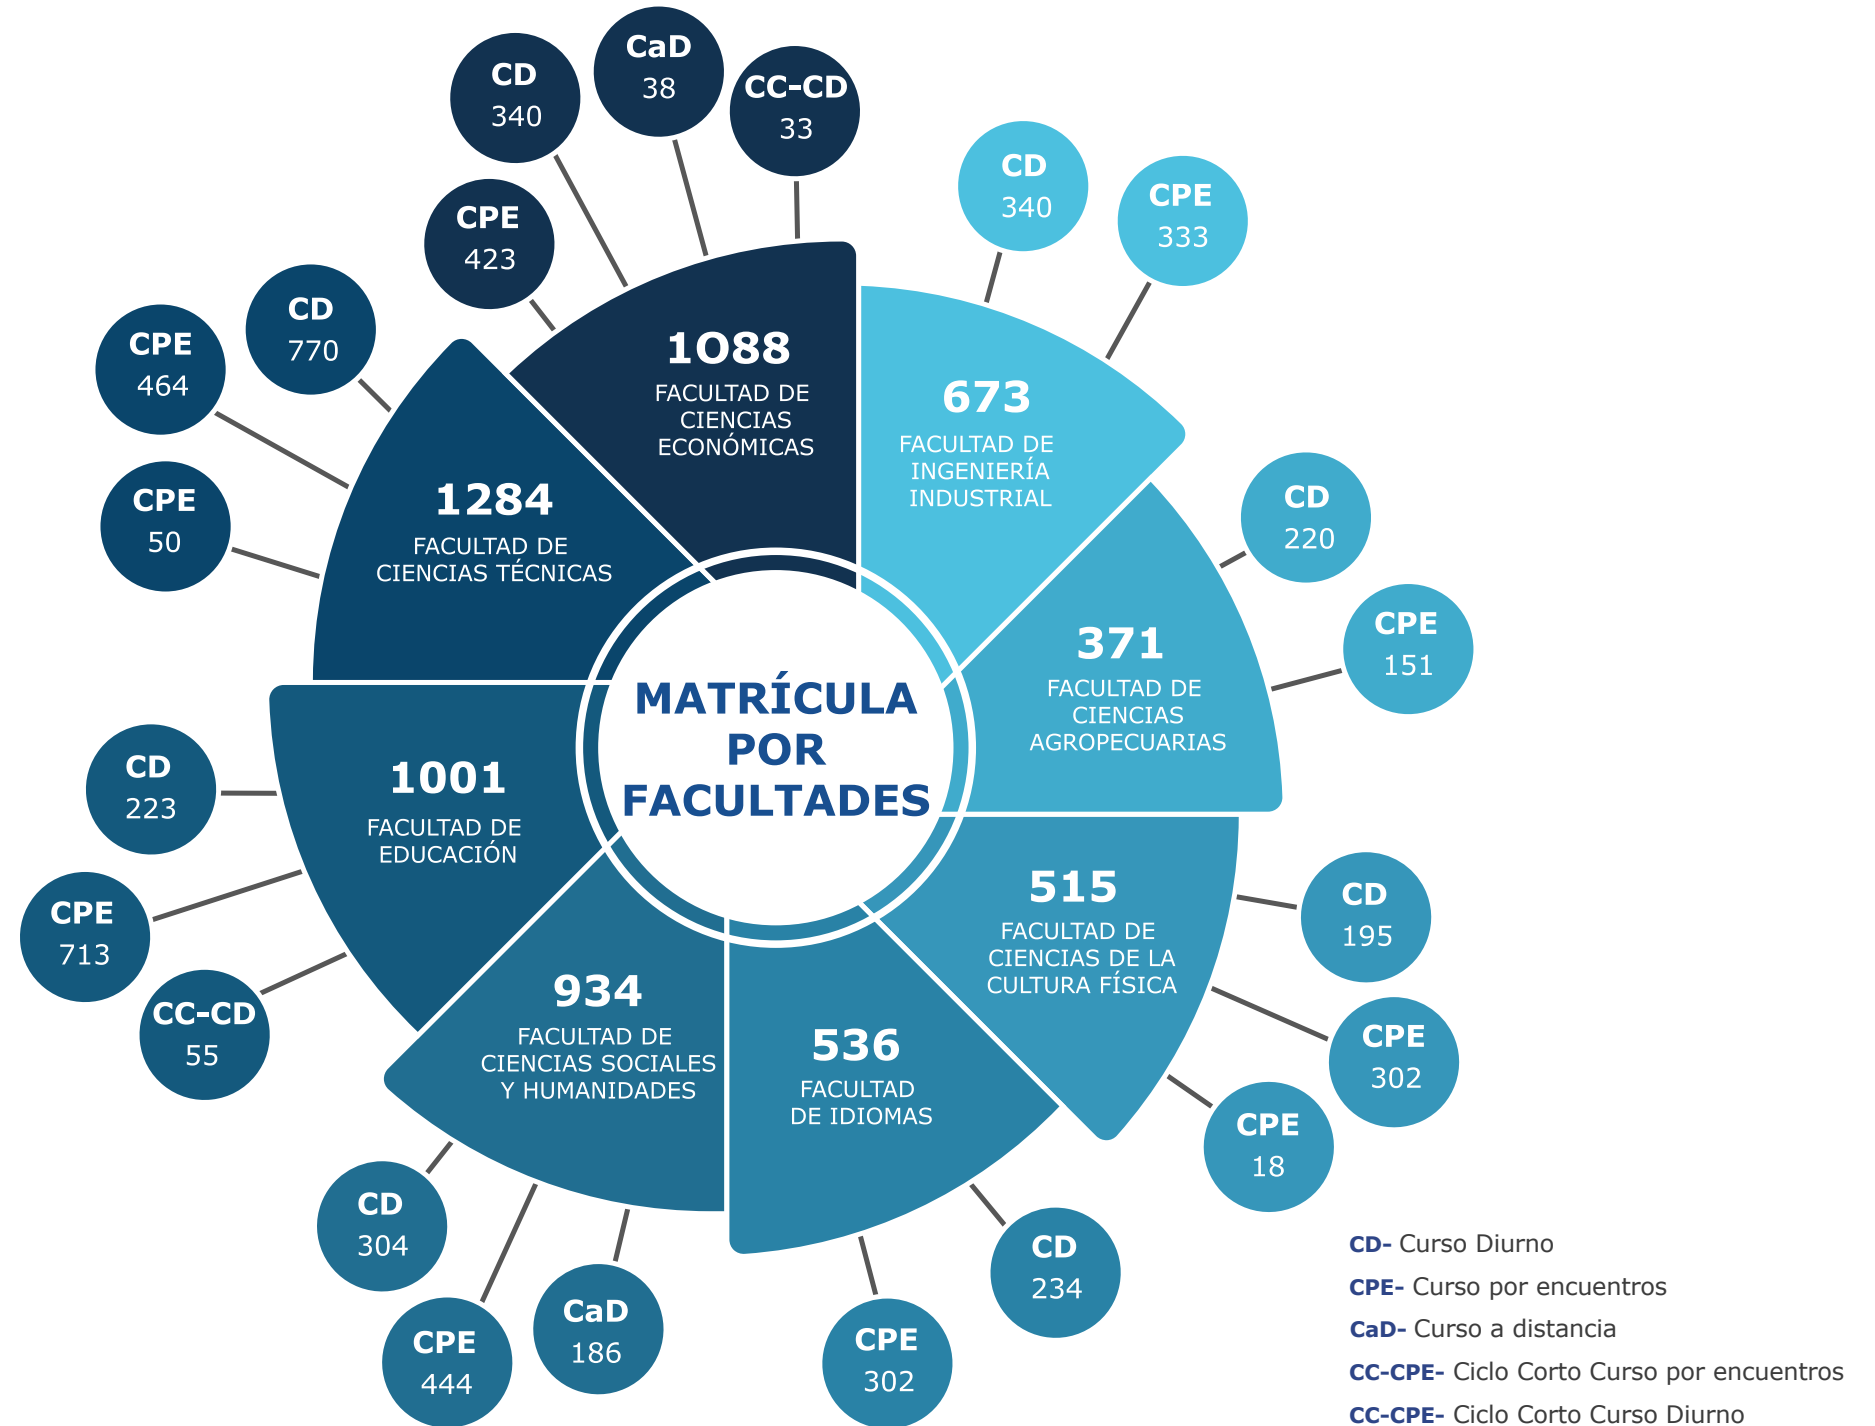 CaD
38
CD
340
CC-CD
33
CPE
423
CD
340
CPE
333
CD
770
CPE
464
CPE
50
1O88
FACULTAD DE
CIENCIAS
ECONÓMICAS
673
FACULTAD DE
INGENIERÍA
INDUSTRIAL
1284
FACULTAD DE
CIENCIAS TÉCNICAS
CD
220
CPE
151
371
FACULTAD DE
CIENCIAS
AGROPECUARIAS
MATRÍCULA
POR
FACULTADES
1001
FACULTAD DE
EDUCACIÓN
CD
223
CPE
713
CC-CD
55
515
FACULTAD DE
CIENCIAS DE LA
CULTURA FÍSICA
CD
195
CPE
302
CPE
18
934
FACULTAD DE
CIENCIAS SOCIALES
Y HUMANIDADES
536
FACULTAD
DE IDIOMAS
CD
304
CPE
444
CaD
186
CPE
302
CD
234
CD- Curso Diurno
CPE- Curso por encuentros
CaD- Curso a distancia
CC-CPE- Ciclo Corto Curso por encuentros
CC-CPE- Ciclo Corto Curso Diurno